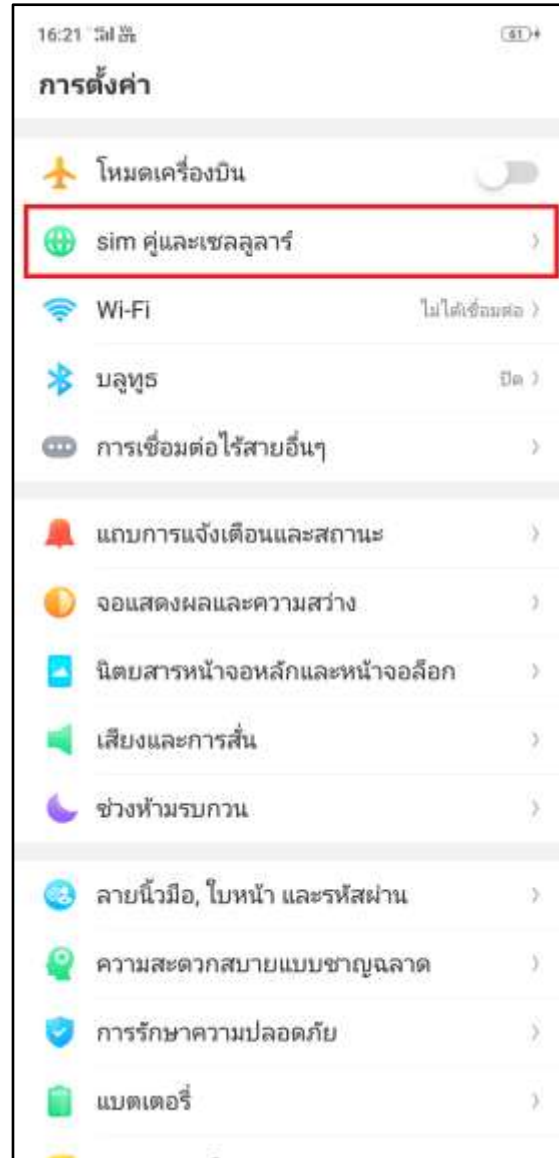 16:21
61
การตั้งค่า
โหมดเครื่องบิน
sim คู่และเซลลูลาร์
Wi-Fi ไม่ได้เชื่อมต่อ
บลูทูธ ปิด
การเชื่อมต่อไร้สายอื่นๆ
แถบการแจ้งเตือนและสถานะ
จอแสดงผลและความสว่าง
นิตยสารหน้าจอหลักและหน้าจอล็อก
เสียงและการสั่น
ช่วงห้ามรบกวน
ลายนิ้วมือ, ใบหน้า และรหัสผ่าน
ความสะดวกสบายแบบชาญฉลาด
การรักษาความปลอดภัย
แบตเตอรี่